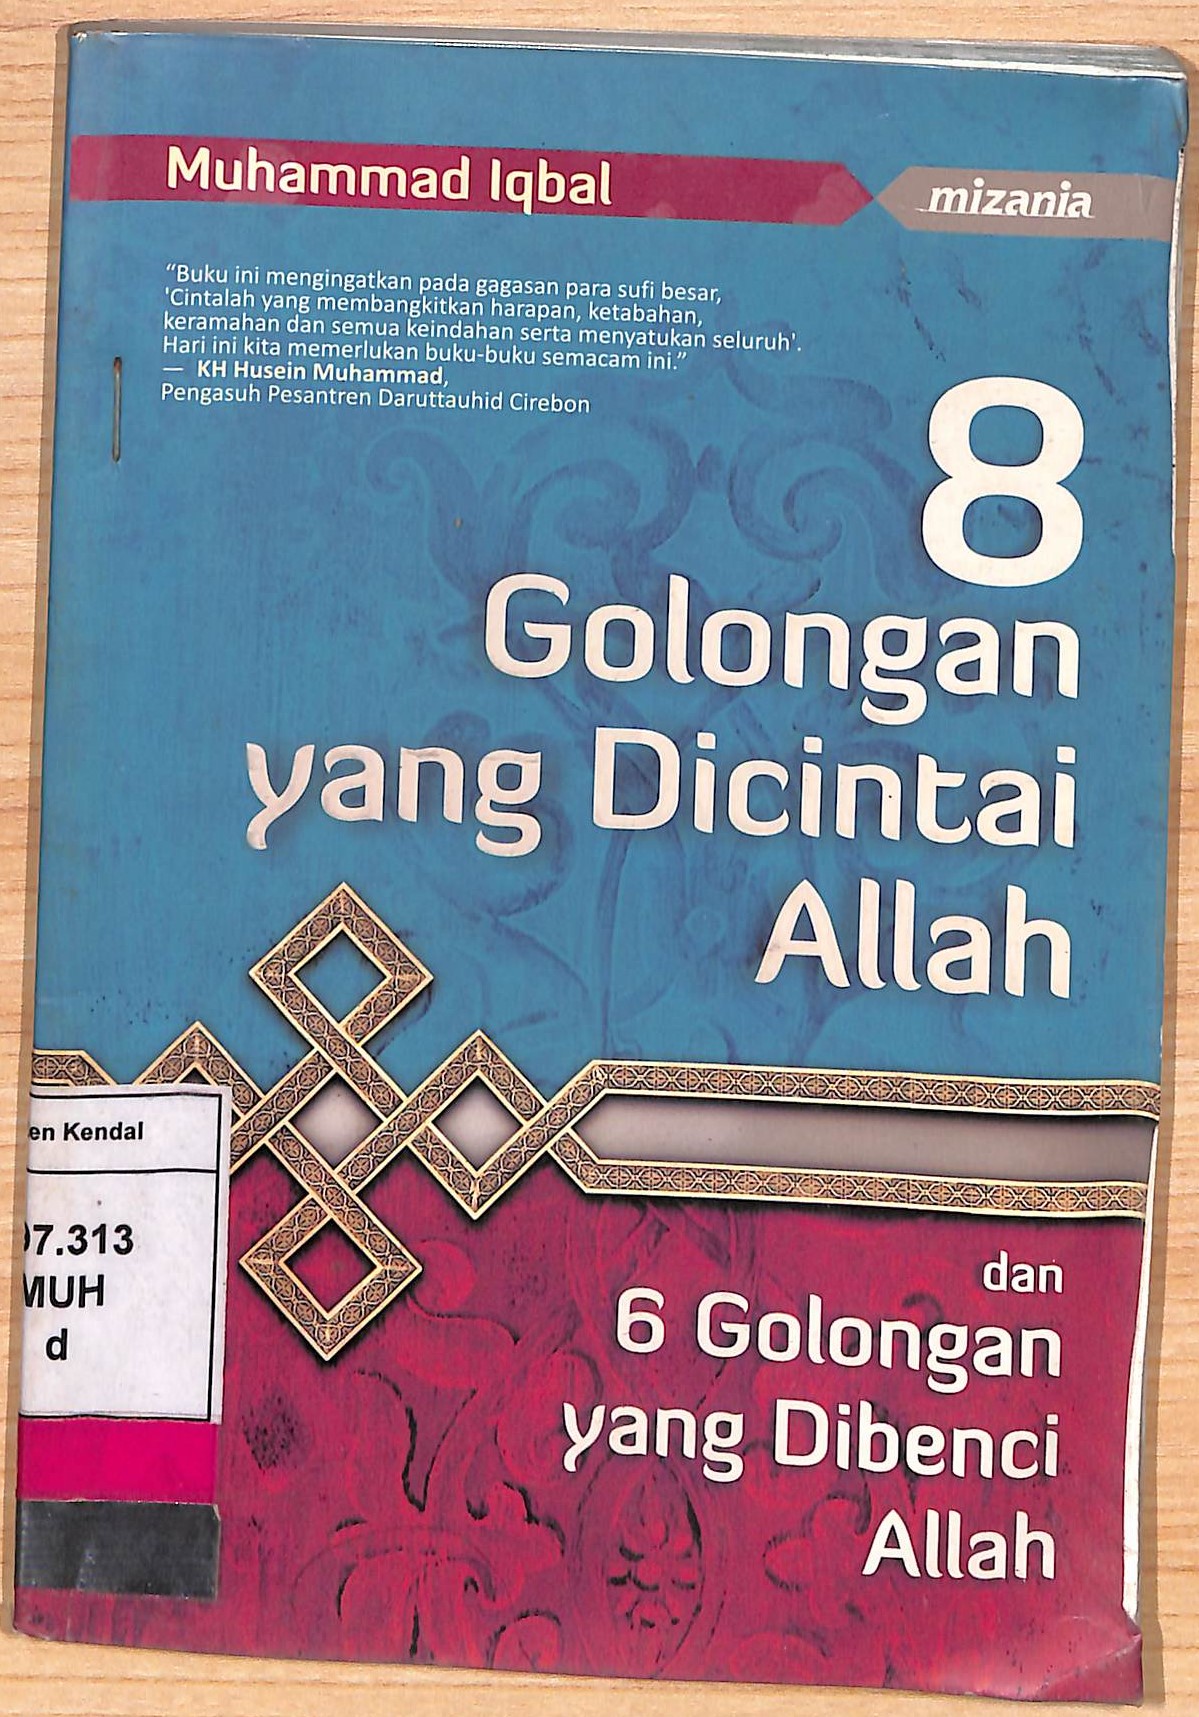 Muhammad Iqbal
mizania
“Buku ini mengingatkan pada gagasan para sufi besar,
'Cintalah yang membangkitkan harapan, ketabahan,
keramahan dan semua keindahan serta menyatukan seluruh'.
Hari ini kita memerlukan buku-buku semacam ini.”
— KH Husein Muhammad,
Pengasuh Pesantren Daruttauhid Cirebon
8
Golongan
yang Dicintai
Allah
en Kendal
97.313
MUH
d
dan
6 Golongan
yang Dibenci
Allah